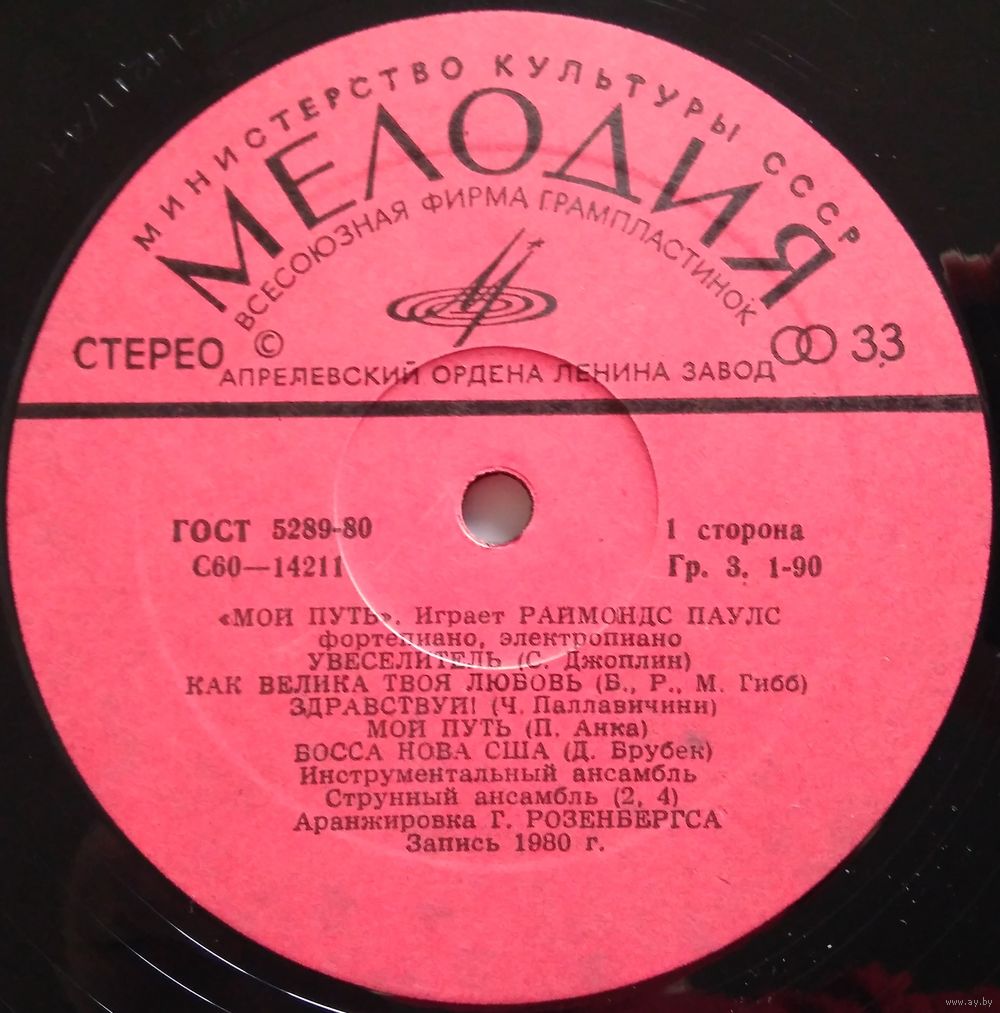 МИНИСТЕРСТВО КУЛЬТУРЫ СССР
МЕЛОДИЯ
ВСЕСОЮЗНАЯ ФИРМА ГРАМПЛАСТИНОК
СТЕРЕО © 33
АПРЕЛЕВСКИЙ ОРДЕНА ЛЕНИНА ЗАВОД
ГОСТ 5289-80 1 сторона
С60—14211 Гр. 3. 1-90
«МОЙ ПУТЬ». Играет РАЙМОНДС ПАУЛС
фортепиано, электропиано
УВЕСЕЛИТЕЛЬ (С. Джоплин)
КАК ВЕЛИКА ТВОЯ ЛЮБОВЬ (Б., Р., М. Гибб)
ЗДРАВСТВУЙ! (Ч. Паллавичини)
МОЙ ПУТЬ (П. Анка)
БОССА НОВА США (Д. Брубек)
Инструментальный ансамбль
Струнный ансамбль (2, 4)
Аранжировка Г. РОЗЕНБЕРГСА
Запись 1980 г.
www.ay.by